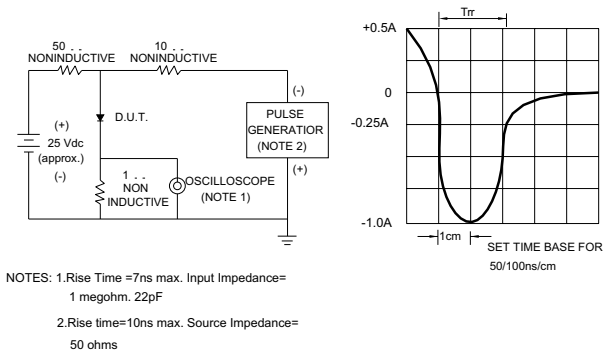 50 . .
NONINDUCTIVE
10 . .
NONINDUCTIVE
(+)
25 Vdc
(approx.)
(-)
D.U.T.
1 . .
NON
INDUCTIVE
OSCILLOSCOPE
(NOTE 1)
(-)
PULSE
GENERATIOR
(NOTE 2)
(+)
Trr
+0.5A
0
-0.25A
-1.0A
1cm
SET TIME BASE FOR
50/100ns/cm
NOTES: 1.Rise Time =7ns max. Input Impedance=
1 megohm. 22pF
2.Rise time=10ns max. Source Impedance=
50 ohms